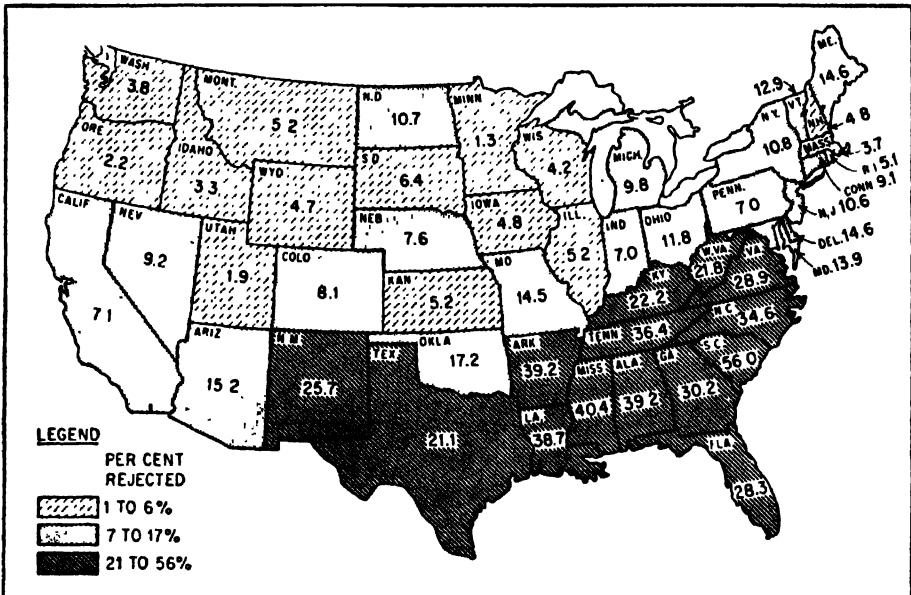 WASH
3.8
ORE
2.2
CALIF
7.1
NEV
9.2
IDAHO
3.3
MONT.
5.2
WYO
4.7
UTAH
1.9
ARIZ
15.2
COLO
8.1
N.M.
25.7
N.D
10.7
S.D
6.4
NEB
7.6
KAN
5.2
OKLA
17.2
TEX
21.1
MINN
1.3
IOWA
4.8
MO
14.5
ARK
39.2
LA.
38.7
WIS
4.2
ILL
5.2
MICH.
9.8
IND
7.0
OHIO
11.8
KY
22.2
TENN
36.4
MISS.
40.4
ALA.
39.2
GA
30.2
FLA.
28.3
S.C.
56.0
N.C.
34.6
VA.
28.9
W.VA
21.8
PENN.
7.0
N.Y.
10.8
12.9
VT.
N.H.
4.8
ME.
14.6
MASS
3.7
R I 5.1
CONN 9.1
N.J 10.6
DEL. 14.6
MD. 13.9
LEGEND
PER CENT
REJECTED
1 TO 6%
7 TO 17%
21 TO 56%